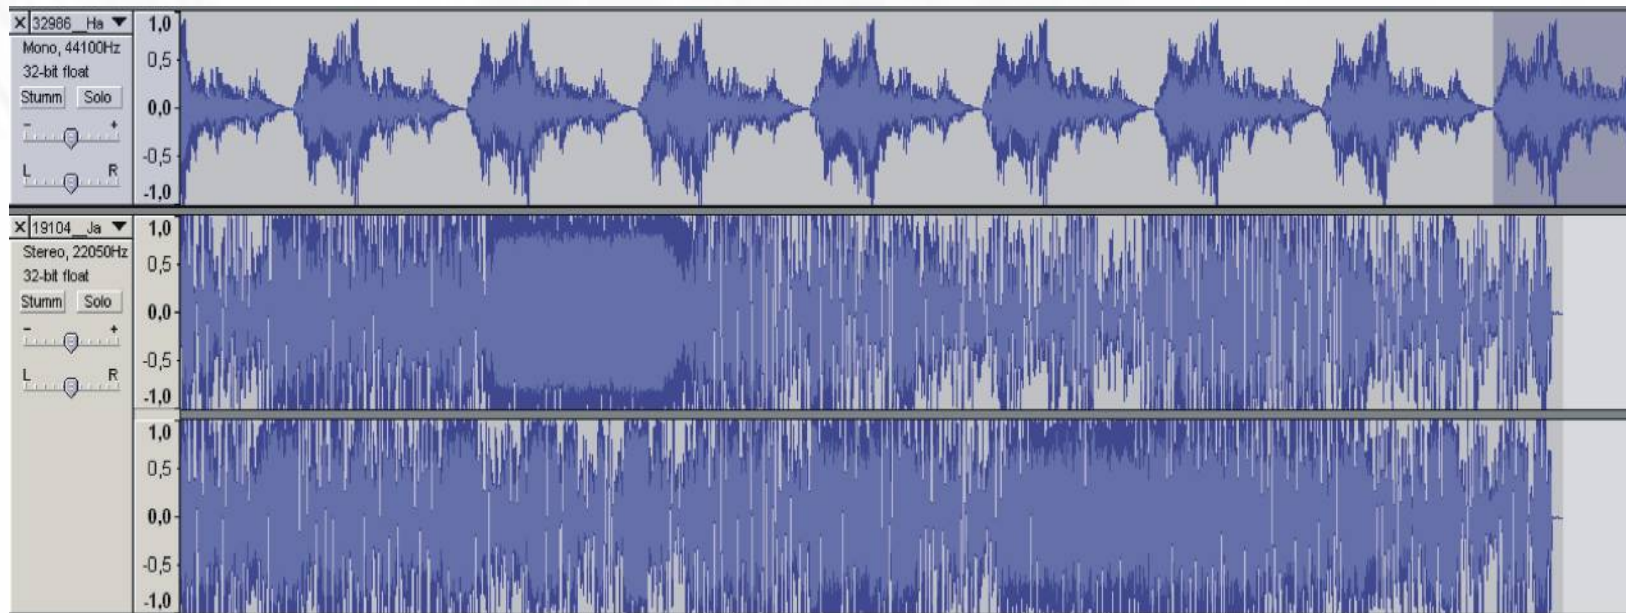 X 32986__Ha ▼
Mono, 44100Hz
32-bit float
Stumm Solo
- +
L R
1,0
0,5
0,0
-0,5
-1,0
X 19104__Ja ▼
Stereo, 22050Hz
32-bit float
Stumm Solo
- +
L R
1,0
0,5
0,0
-0,5
-1,0
1,0
0,5
0,0
-0,5
-1,0